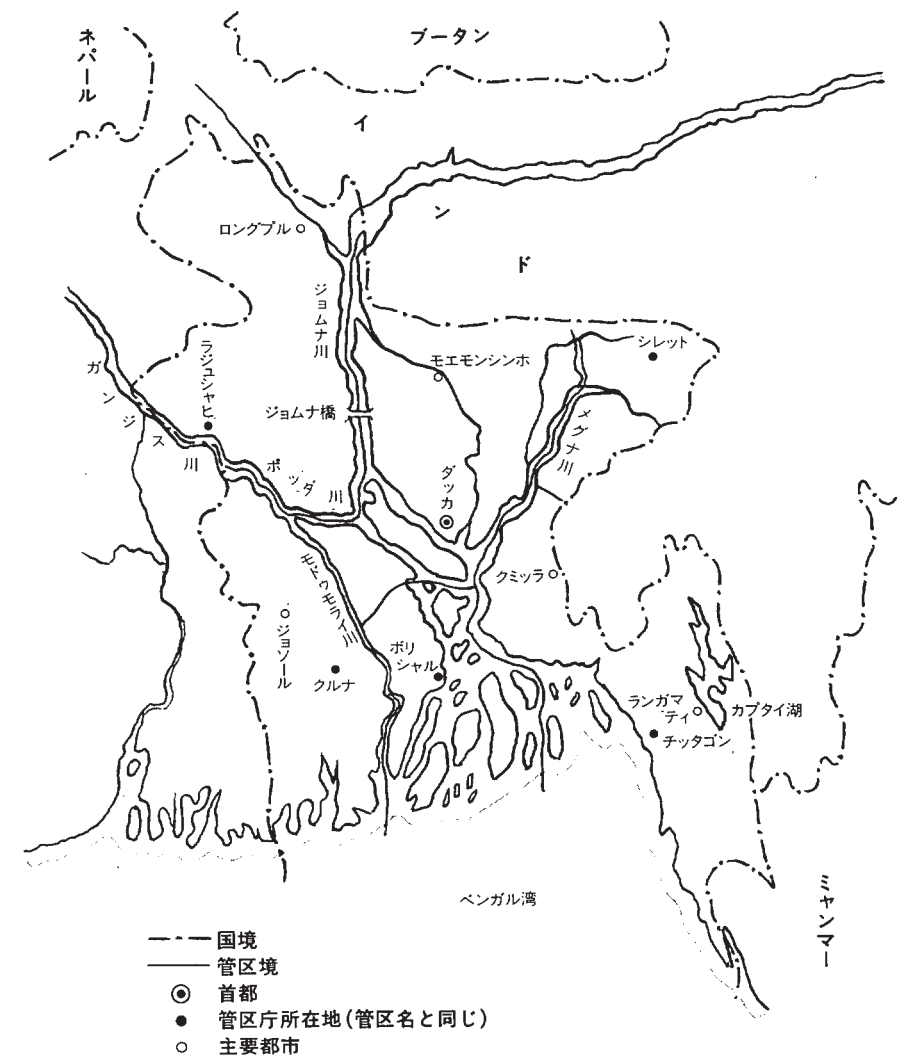 ネパール
ブータン
インド
ロングプル
ジョムナ川
シレット
モエモンシンホ
ラジュシャヒ
ガンジス川
ジョムナ橋
メグナ川
ポッダ川
ダッカ
クミッラ
モドゥモティ川
ジョソール
クルナ
ボリ
シャル
ランガマ
ティ
カプタイ湖
チッタゴン
ベンガル湾
ミャンマー
国境
管区境
首都
管区庁所在地(管区名と同じ)
主要都市